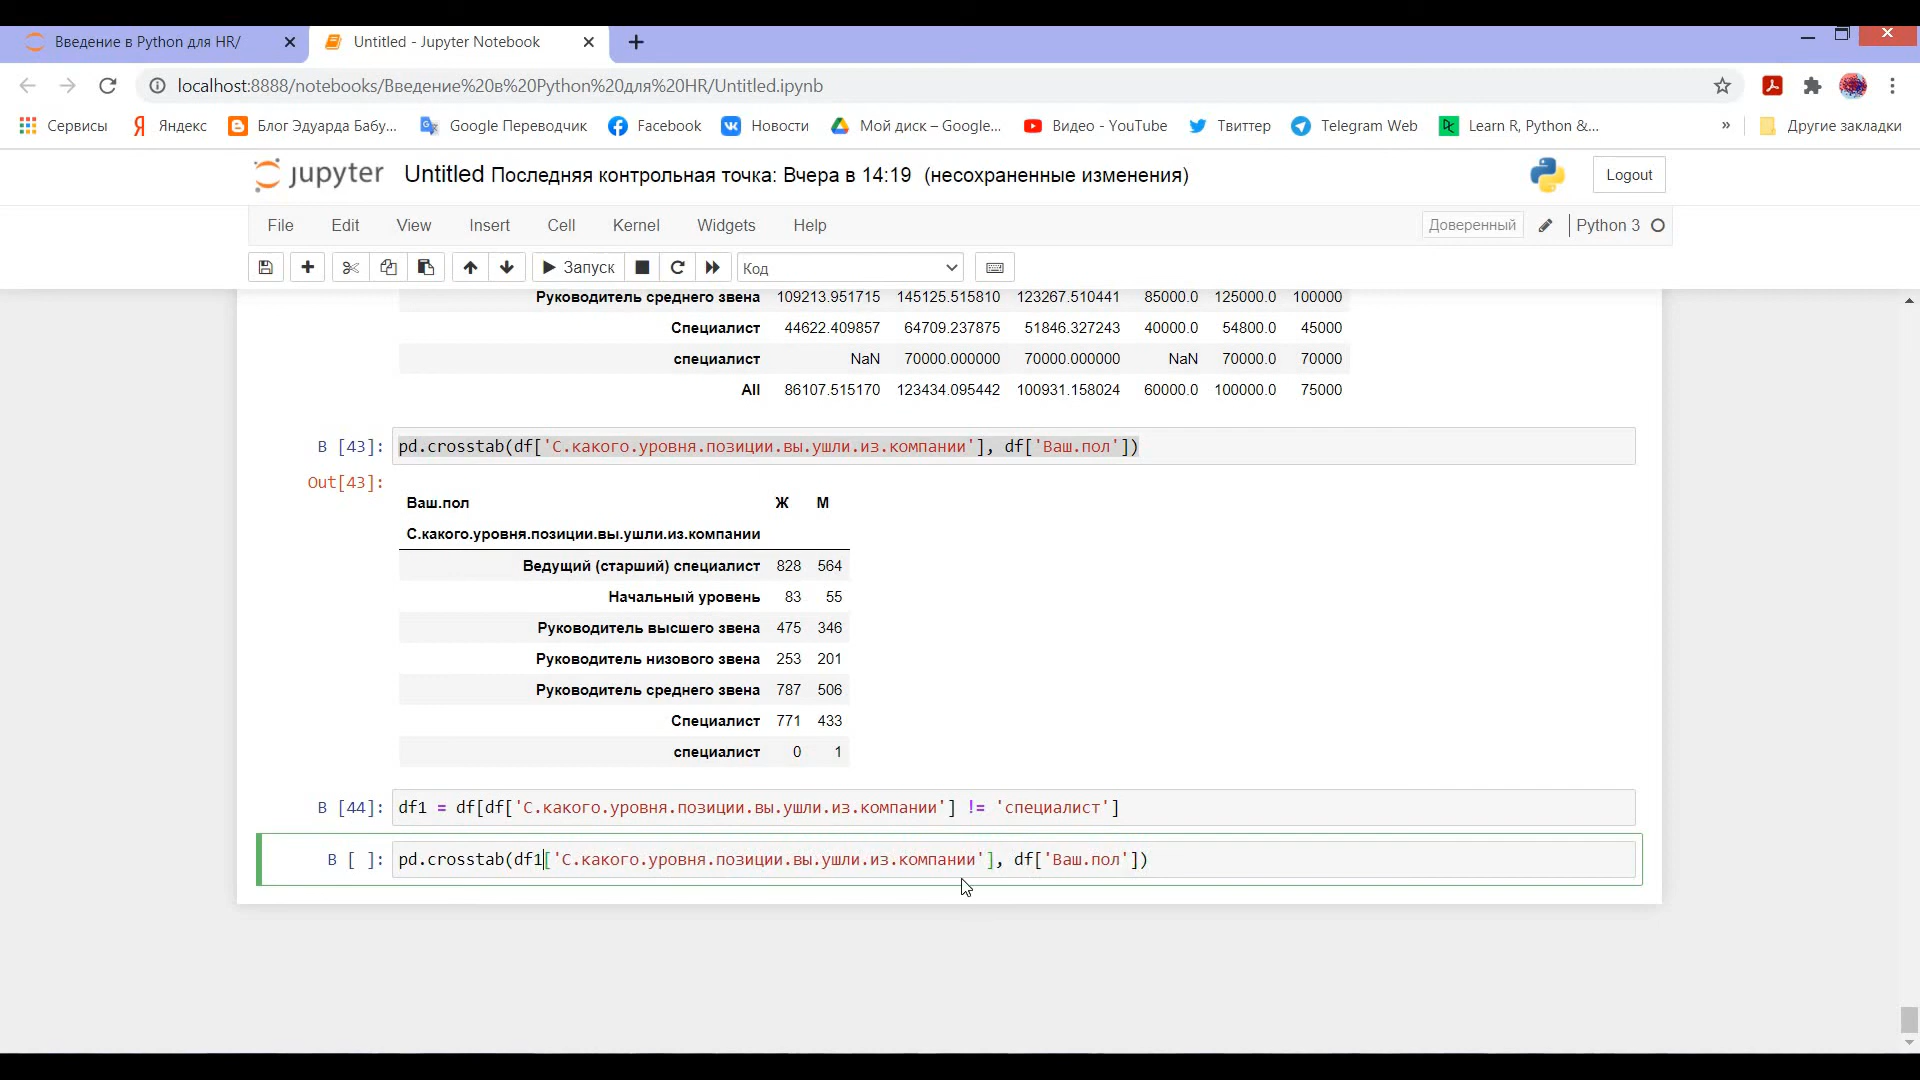 Введение в Python для HR/
Untitled - Jupyter Notebook
localhost:8888/notebooks/Введение%20в%20Python%20для%20HR/Untitled.ipynb
Сервисы Яндекс Блог Эдуарда Бабу... Google Переводчик Facebook Новости Мой диск – Google... Видео - YouTube Твиттер Telegram Web Learn R, Python &... » Другие закладки
jupyter Untitled Последняя контрольная точка: Вчера в 14:19 (несохраненные изменения) Logout
File Edit View Insert Cell Kernel Widgets Help Доверенный Python 3
Запуск Код
Руководитель среднего звена 109213.951715 145125.515810 123267.510441 85000.0 125000.0 100000
Специалист 44622.409857 64709.237875 51846.327243 40000.0 54800.0 45000
специалист NaN 70000.000000 70000.000000 NaN 70000.0 70000
All 86107.515170 123434.095442 100931.158024 60000.0 100000.0 75000
В [43]: pd.crosstab(df['С.какого.уровня.позиции.вы.ушли.из.компании'], df['Ваш.пол'])
Out[43]:
Ваш.пол Ж М
С.какого.уровня.позиции.вы.ушли.из.компании
Ведущий (старший) специалист 828 564
Начальный уровень 83 55
Руководитель высшего звена 475 346
Руководитель низового звена 253 201
Руководитель среднего звена 787 506
Специалист 771 433
специалист 0 1
В [44]: df1 = df[df['С.какого.уровня.позиции.вы.ушли.из.компании'] != 'специалист']
В [ ]: pd.crosstab(df1['С.какого.уровня.позиции.вы.ушли.из.компании'], df['Ваш.пол'])